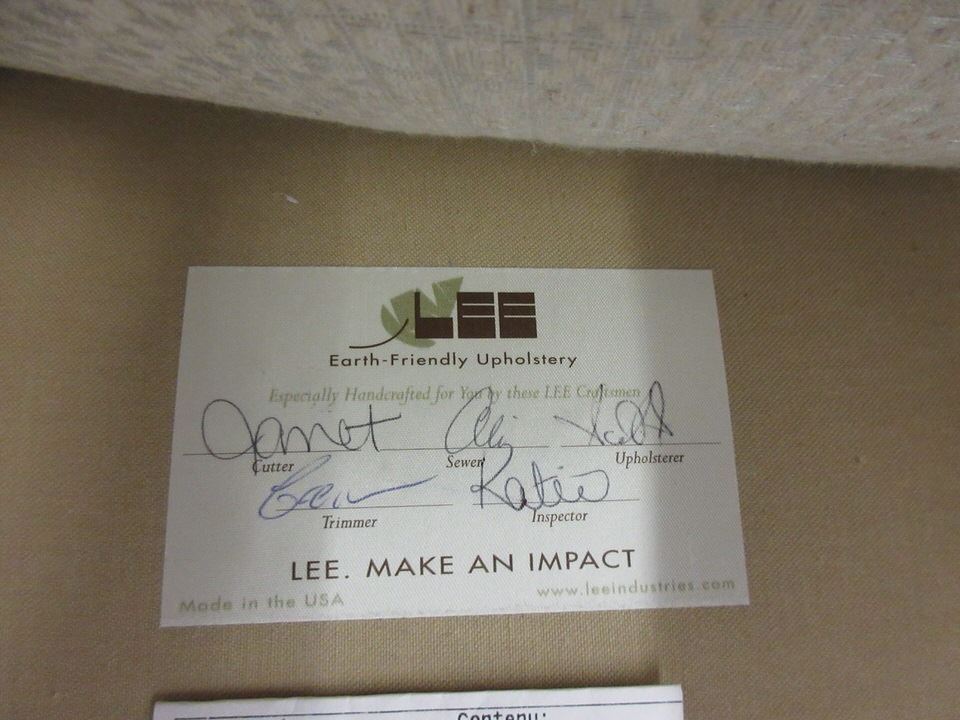 LEE
Earth-Friendly Upholstery
Especially Handcrafted for You by these LEE Craftsmen
Janet
Cutter Sewer Upholsterer
Katie
Trimmer Inspector
LEE. MAKE AN IMPACT
Made in the USA www.leeindustries.com